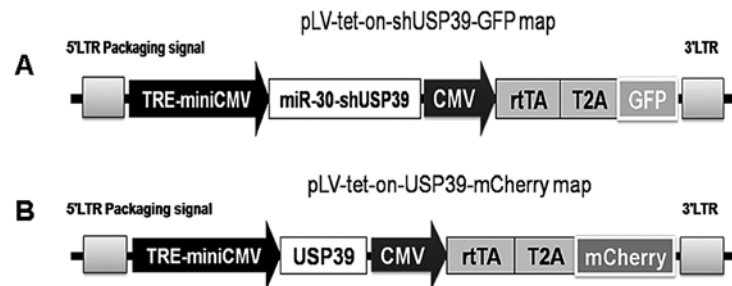 pLV-tet-on-shUSP39-GFP map
5'LTR Packaging signal
3'LTR
A
TRE-miniCMV
miR-30-shUSP39
CMV
rtTA
T2A
GFP
pLV-tet-on-USP39-mCherry map
5'LTR Packaging signal
3'LTR
B
TRE-miniCMV
USP39
CMV
rtTA
T2A
mCherry